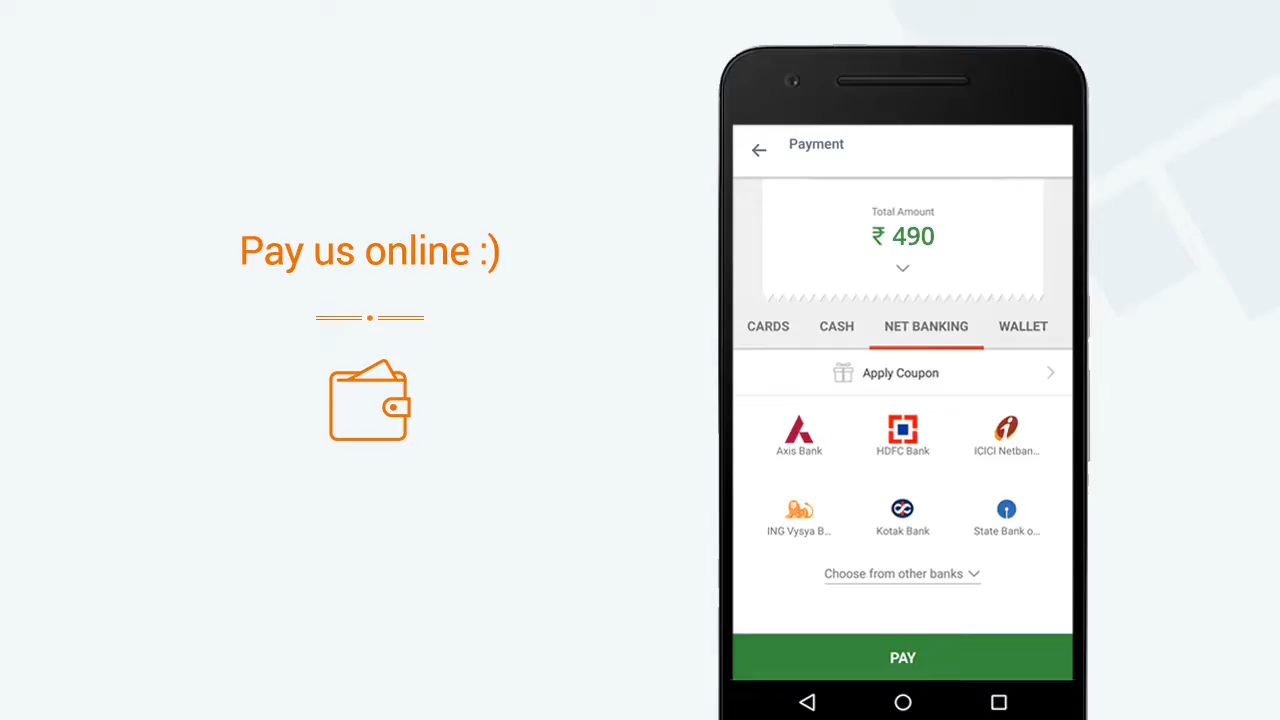 Pay us online :)
Payment
Total Amount
₹ 490
CARDS CASH NET BANKING WALLET
Apply Coupon
Axis Bank HDFC Bank ICICI Netban...
ING Vysya B... Kotak Bank State Bank o...
Choose from other banks
PAY